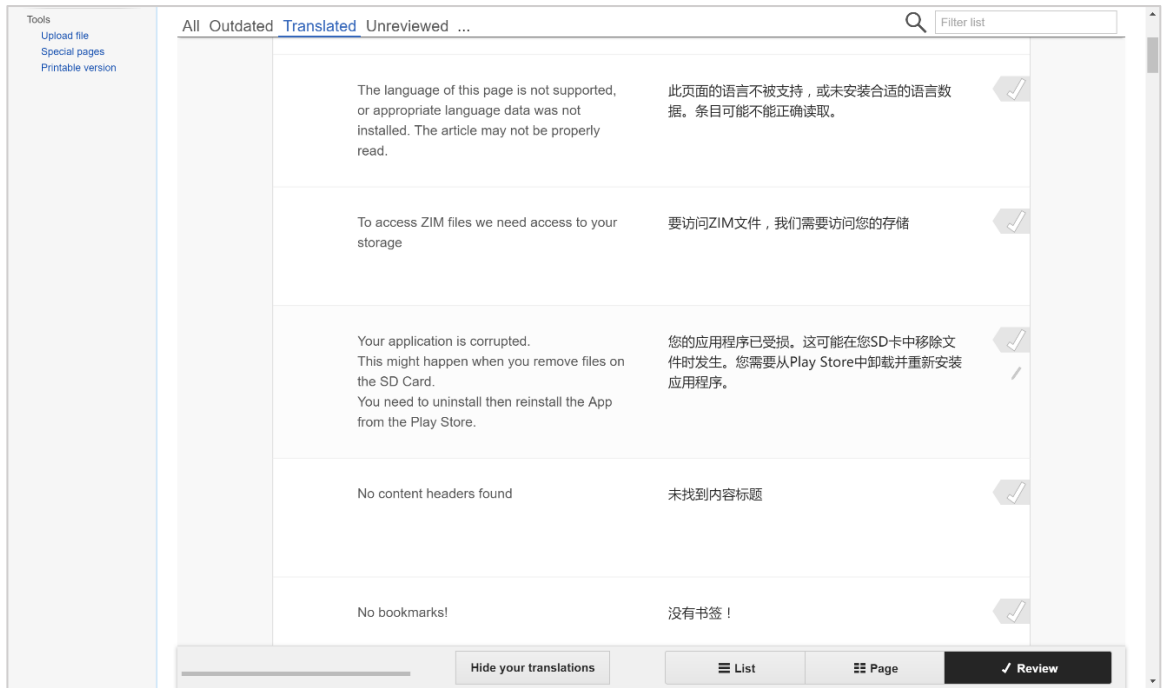 Tools
Upload file
Special pages
Printable version
All Outdated Translated Unreviewed ...
Filter list
The language of this page is not supported,
or appropriate language data was not
installed. The article may not be properly
read.
此页面的语言不被支持，或未安装合适的语言数
据。条目可能不能正确读取。
To access ZIM files we need access to your
storage
要访问ZIM文件，我们需要访问您的存储
Your application is corrupted.
This might happen when you remove files on
the SD Card.
You need to uninstall then reinstall the App
from the Play Store.
您的应用程序已受损。这可能在您SD卡中移除文
件时发生。您需要从Play Store中卸载并重新安装
应用程序。
No content headers found
未找到内容标题
No bookmarks!
没有书签！
Hide your translations
List
Page
Review